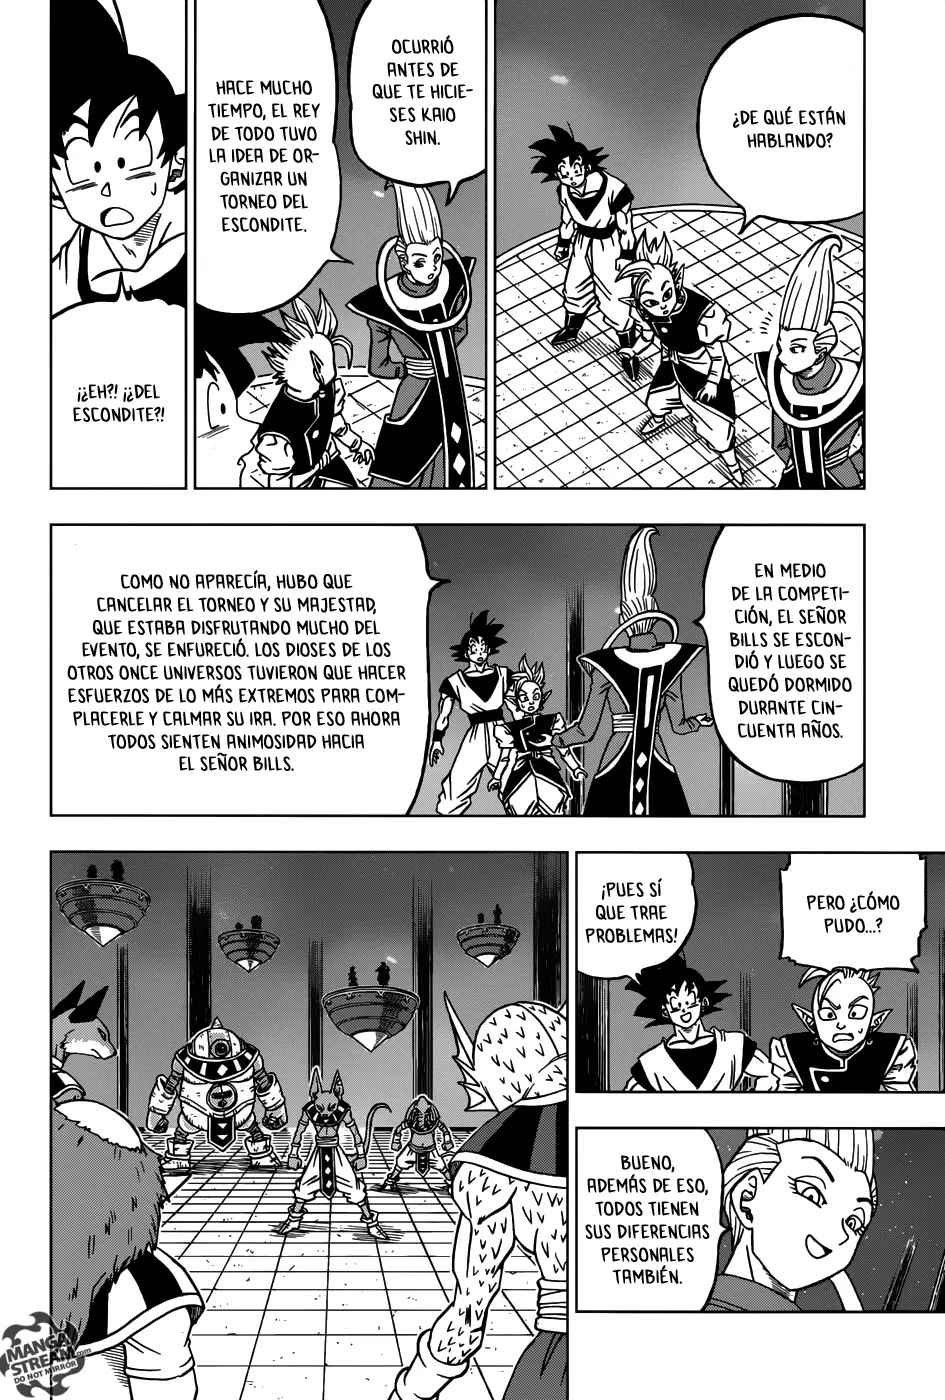 ¿DE QUÉ ESTÁN
HABLANDO?
OCURRIÓ
ANTES DE
QUE TE HICIE-
SES KAIO
SHIN.
HACE MUCHO
TIEMPO, EL REY
DE TODO TUVO
LA IDEA DE OR-
GANIZAR UN
TORNEO DEL
ESCONDITE.
¡¿EH?! ¡¿DEL
ESCONDITE?!
EN MEDIO
DE LA COMPETI-
CIÓN, EL SEÑOR
BILLS SE ESCON-
DIÓ Y LUEGO SE
QUEDÓ DORMIDO
DURANTE CIN-
CUENTA AÑOS.
COMO NO APARECÍA, HUBO QUE
CANCELAR EL TORNEO Y SU MAJESTAD,
QUE ESTABA DISFRUTANDO MUCHO DEL
EVENTO, SE ENFURECIÓ. LOS DIOSES DE LOS
OTROS ONCE UNIVERSOS TUVIERON QUE HACER
ESFUERZOS DE LO MÁS EXTREMOS PARA COM-
PLACERLE Y CALMAR SU IRA. POR ESO AHORA
TODOS SIENTEN ANIMOSIDAD HACIA
EL SEÑOR BILLS.
PERO ¿CÓMO
PUDO...?
¡PUES SÍ
QUE TRAE
PROBLEMAS!
BUENO,
ADEMÁS DE ESO,
TODOS TIENEN
SUS DIFERENCIAS
PERSONALES
TAMBIÉN.
MANGA
STREAM.com
DO NOT MIRROR